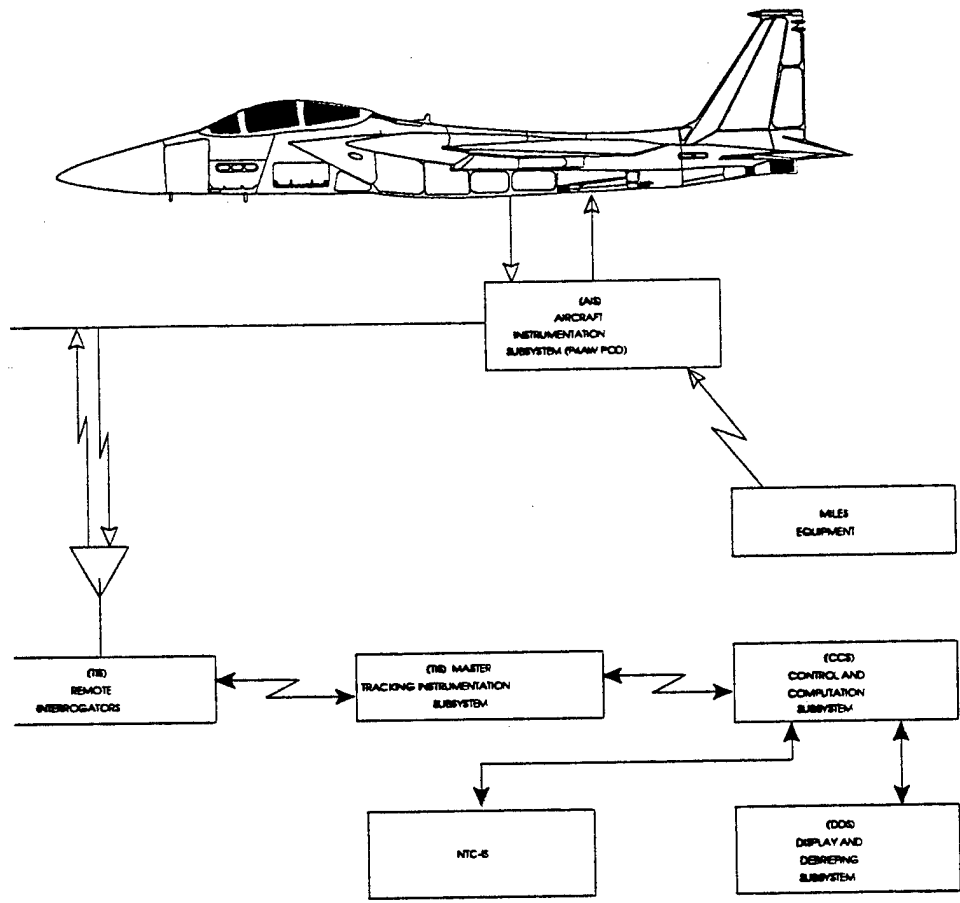 (AIS)
AIRCRAFT
INSTRUMENTATION
SUBSYSTEM (P4AW POD)
MILES
EQUIPMENT
(TIS)
REMOTE
INTERROGATORS
(TIS) MASTER
TRACKING INSTRUMENTATION
SUBSYSTEM
(CCS)
CONTROL AND
COMPUTATION
SUBSYSTEM
NTC-IS
(DDS)
DISPLAY AND
DEBRIEFING
SUBSYSTEM